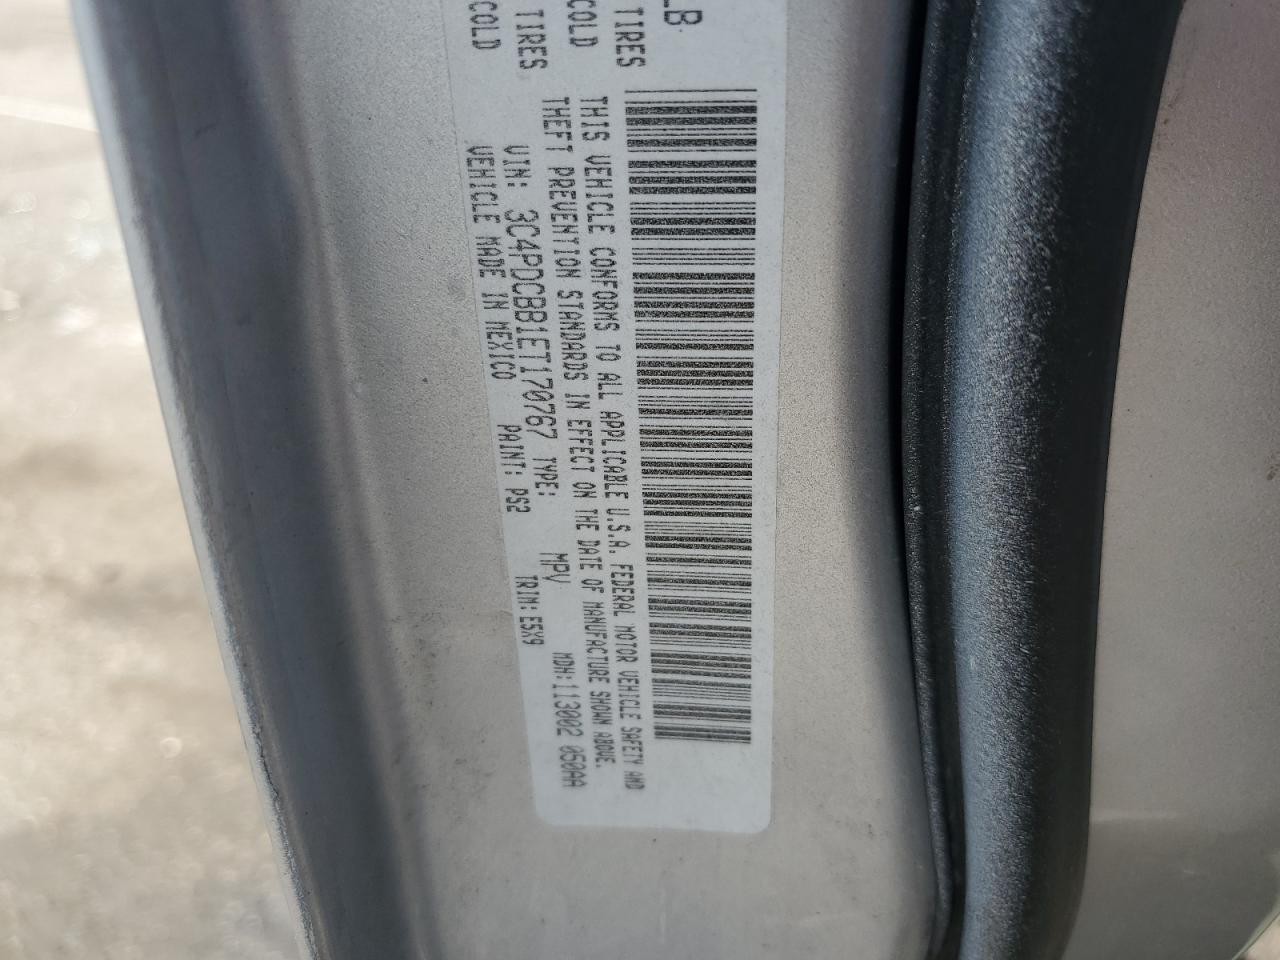 LB
TIRES COLD
TIRES COLD
THIS VEHICLE CONFORMS TO ALL APPLICABLE U.S.A. FEDERAL MOTOR VEHICLE SAFETY AND
THEFT PREVENTION STANDARDS IN EFFECT ON THE DATE OF MANUFACTURE SHOWN ABOVE.
VIN: 3C4PDCBB1ET170767 TYPE: MPV MDH: 113002 050AA
VEHICLE MADE IN MEXICO PAINT: PS2 TRIM: E5X9